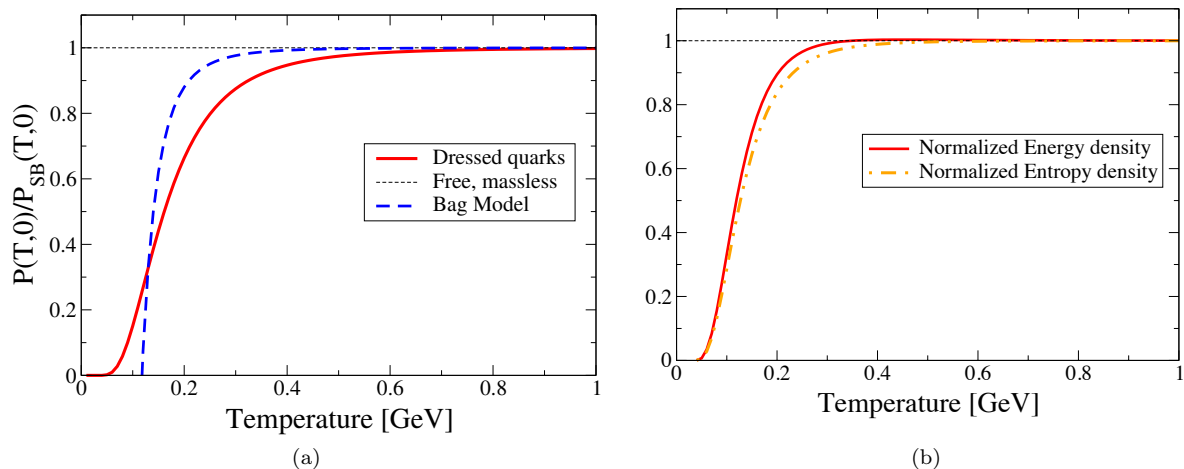 P(T,0)/P_SB(T,0)
1
0.8
0.6
0.4
0.2
0
Dressed quarks
Free, massless
Bag Model
0 0.2 0.4 0.6 0.8 1
Temperature [GeV]
(a)
1
0.8
0.6
0.4
0.2
0
Normalized Energy density
Normalized Entropy density
0 0.2 0.4 0.6 0.8 1
Temperature [GeV]
(b)